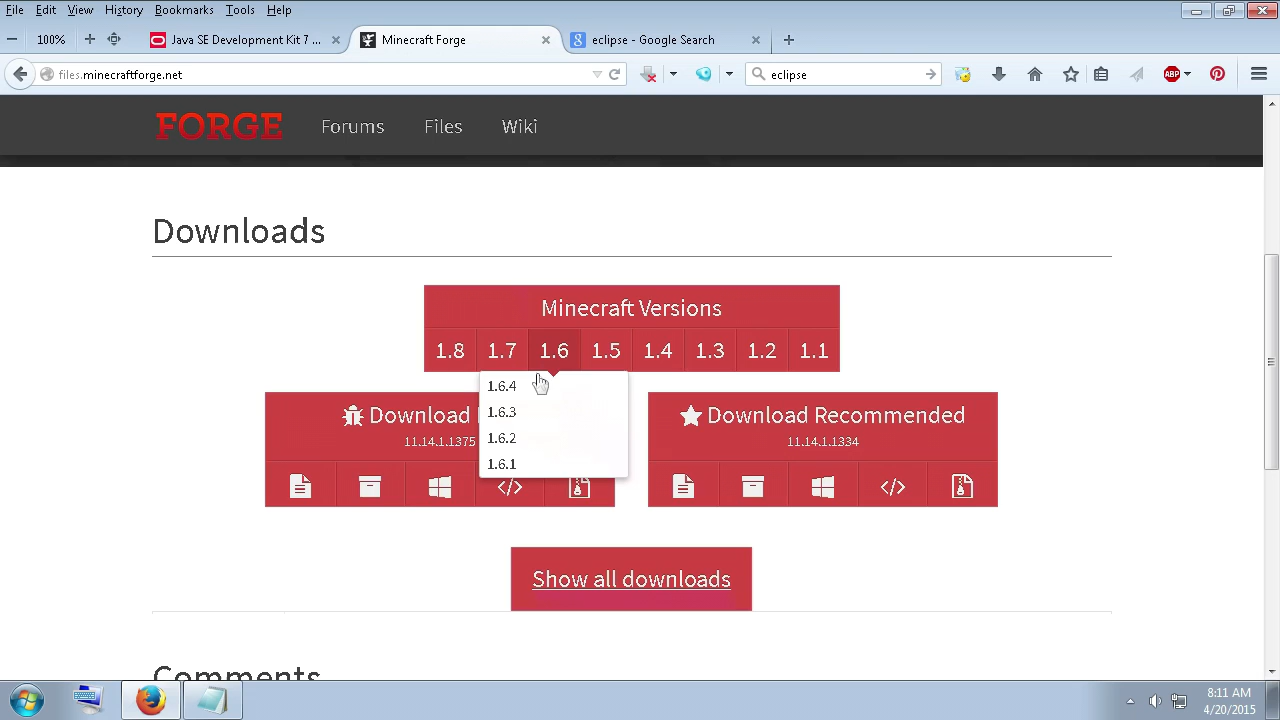 File Edit View History Bookmarks Tools Help
100% Java SE Development Kit 7 ... Minecraft Forge eclipse - Google Search
files.minecraftforge.net eclipse ABP
FORGE Forums Files Wiki
Downloads
Minecraft Versions
1.8 1.7 1.6 1.5 1.4 1.3 1.2 1.1
1.6.4
1.6.3
1.6.2
1.6.1
Download
11.14.1.1375
Download Recommended
11.14.1.1334
Show all downloads
Comments
8:11 AM
4/20/2015